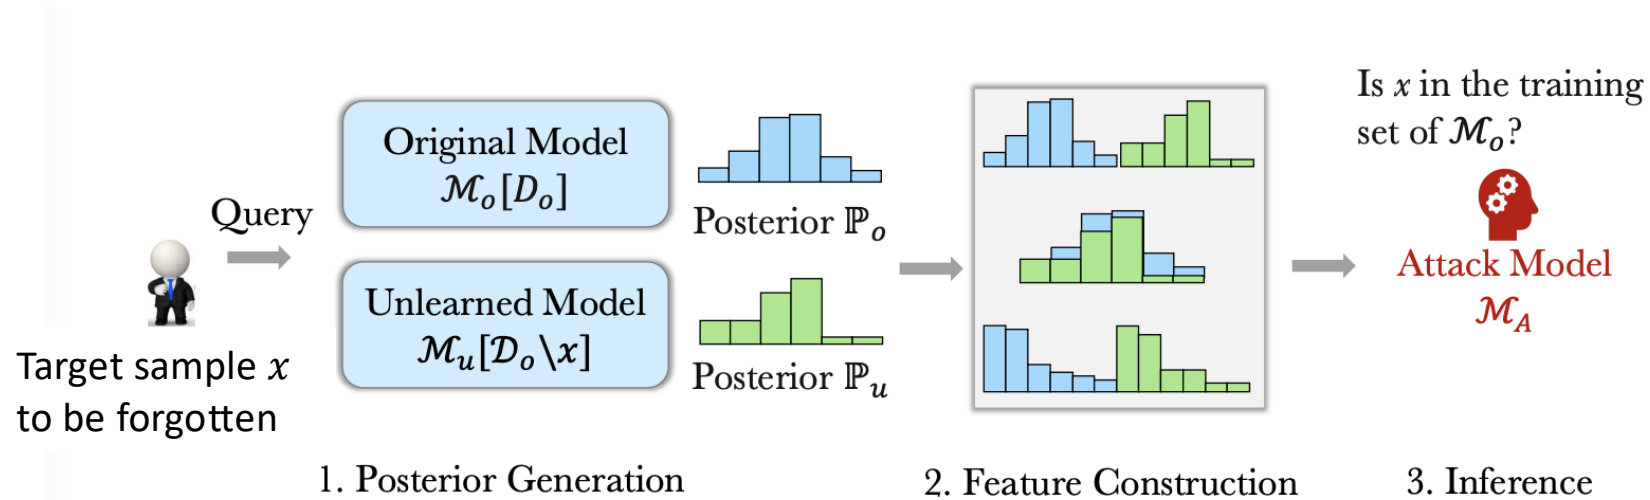 Target sample x
to be forgotten
Query
Original Model
ℳₒ[Dₒ]
Unlearned Model
ℳᵤ[𝒟ₒ\x]
Posterior ℙₒ
Posterior ℙᵤ
1. Posterior Generation
2. Feature Construction
Is x in the training
set of ℳₒ?
Attack Model
ℳ_A
3. Inference